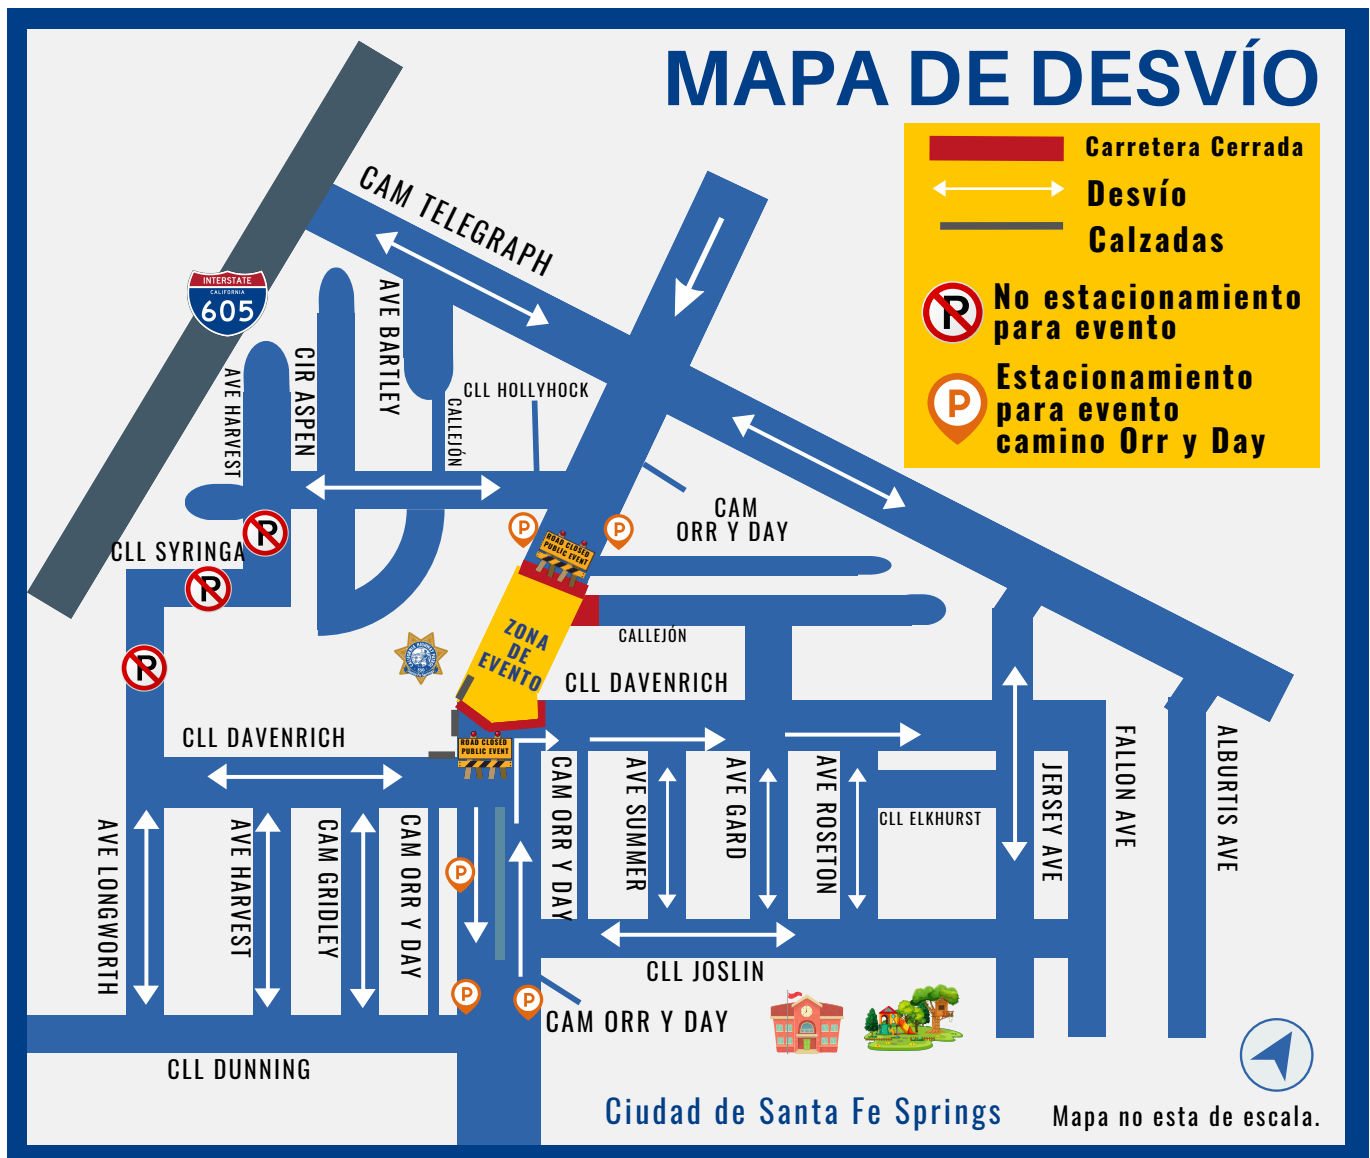 MAPA DE DESVÍO
Carretera Cerrada
Desvío
Calzadas
P
No estacionamiento
para evento
P
Estacionamiento
para evento
camino Orr y Day
CAM TELEGRAPH
INTERSTATE
CALIFORNIA
605
AVE BARTLEY
CIR ASPEN
AVE HARVEST
CALLEJÓN
CLL HOLLYHOCK
CAM
ORR Y DAY
P
P
P
ROAD CLOSED
PUBLIC EVENT
CLL SYRINGA
P
P
ZONA
DE
EVENTO
CALLEJÓN
CLL DAVENRICH
CLL DAVENRICH
ROAD CLOSED
PUBLIC EVENT
AVE LONGWORTH
AVE HARVEST
CAM GRIDLEY
CAM ORR Y DAY
P
CAM ORR Y DAY
AVE SUMMER
AVE GARD
AVE ROSETON
CLL ELKHURST
JERSEY AVE
FALLON AVE
ALBURTIS AVE
CLL JOSLIN
P
P
CAM ORR Y DAY
CLL DUNNING
Ciudad de Santa Fe Springs
Mapa no esta de escala.